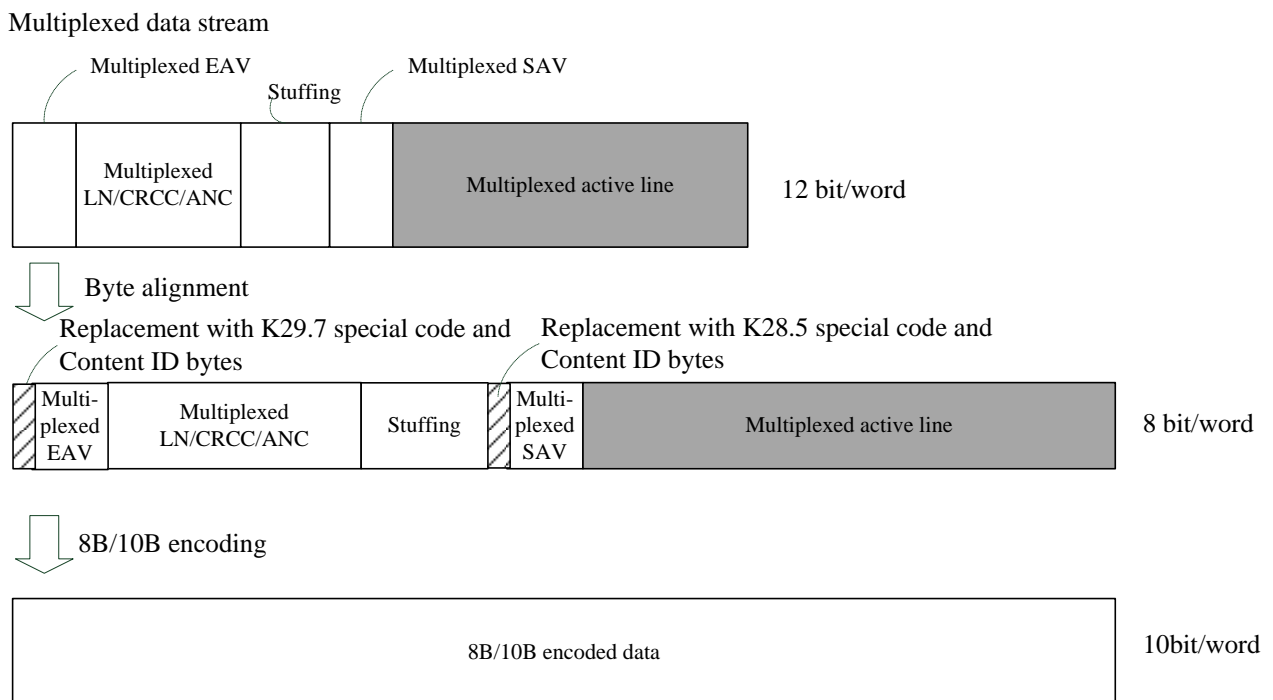 Multiplexed data stream
Multiplexed EAV
Multiplexed SAV
Stuffing
Multiplexed
LN/CRCC/ANC
Multiplexed active line
12 bit/word
Byte alignment
Replacement with K29.7 special code and
Content ID bytes
Replacement with K28.5 special code and
Content ID bytes
Multi-
plexed
EAV
Multiplexed
LN/CRCC/ANC
Stuffing
Multi-
plexed
SAV
Multiplexed active line
8 bit/word
8B/10B encoding
8B/10B encoded data
10bit/word